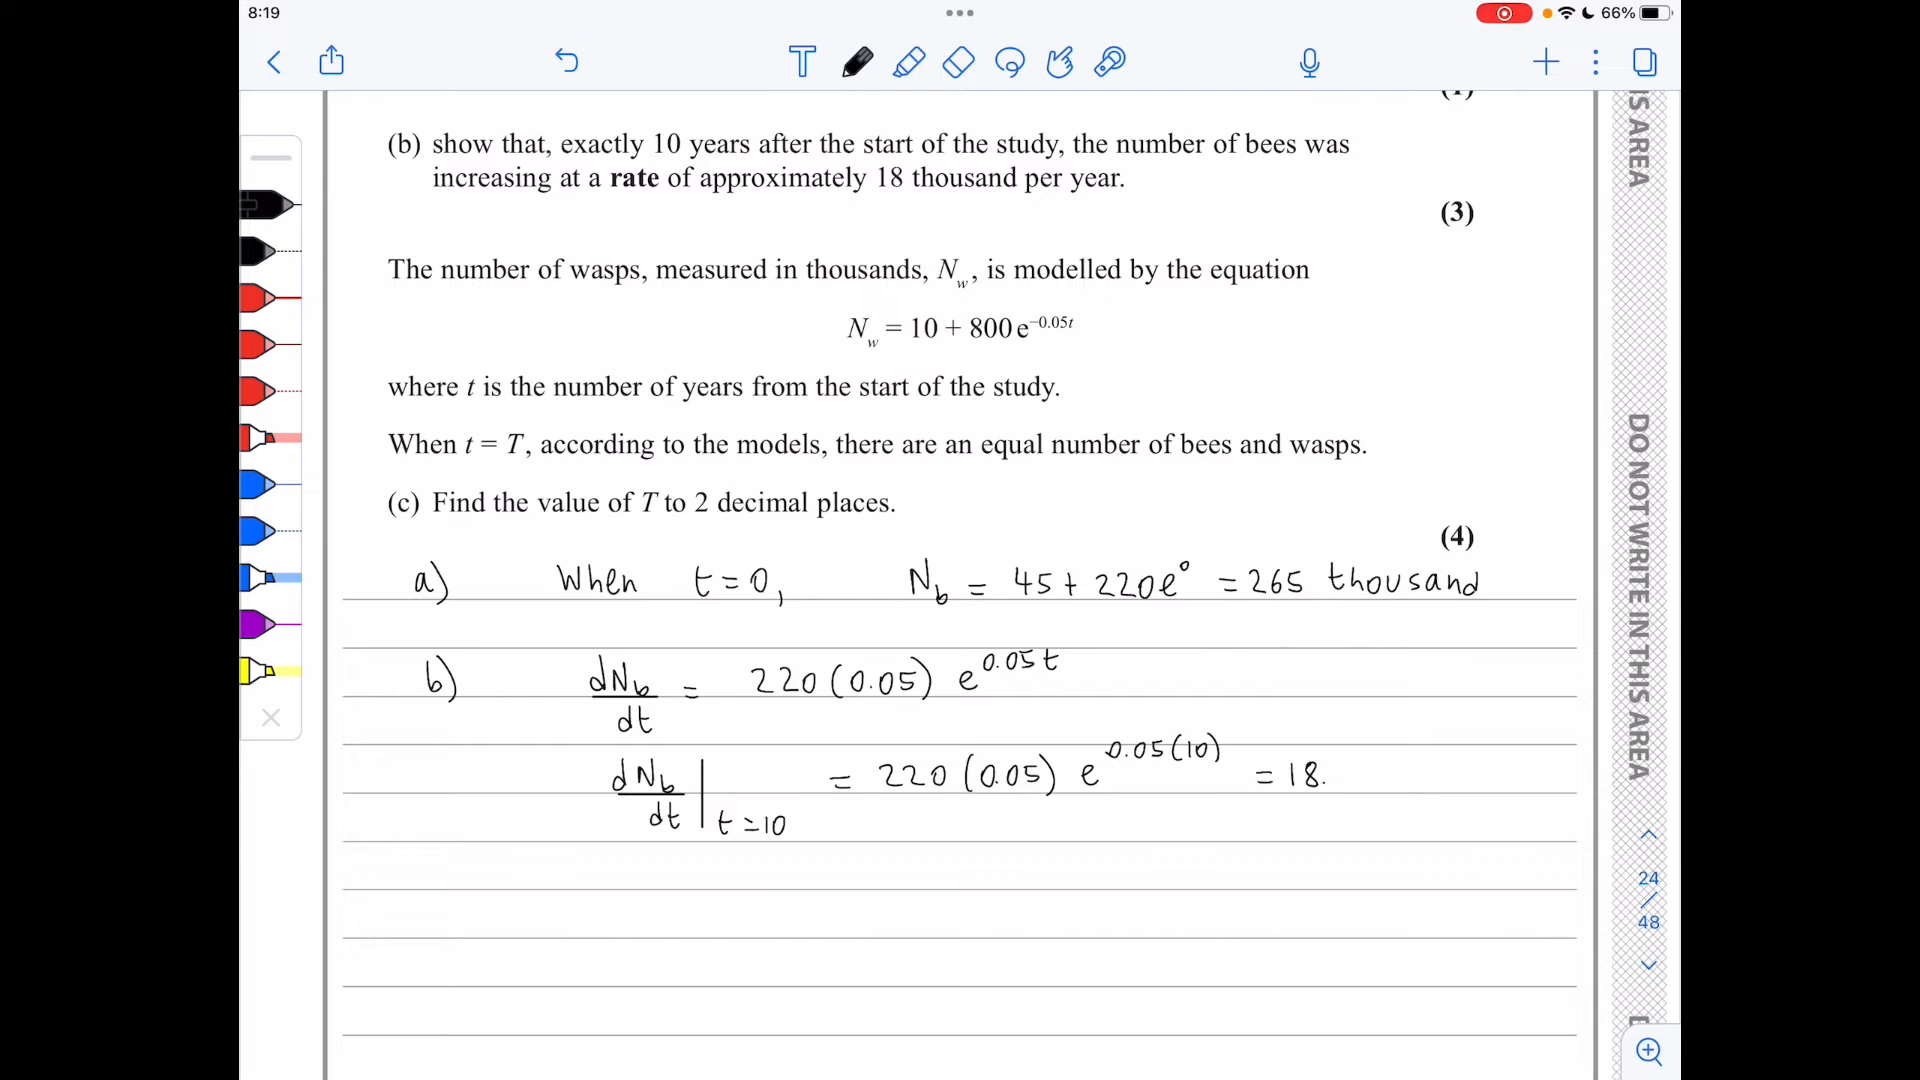 8:19
66%
(1)
(b) show that, exactly 10 years after the start of the study, the number of bees was
increasing at a rate of approximately 18 thousand per year.
(3)
The number of wasps, measured in thousands, N_w, is modelled by the equation
N_w = 10 + 800e^{-0.05t}
where t is the number of years from the start of the study.
When t = T, according to the models, there are an equal number of bees and wasps.
(c) Find the value of T to 2 decimal places.
(4)
a) When t = 0, N_b = 45 + 220e^0 = 265 thousand
b) dN_b/dt = 220(0.05) e^{0.05t}
dN_b/dt |_{t=10} = 220(0.05) e^{0.05(10)} = 18.
IS AREA
DO NOT WRITE IN THIS AREA
24
/
48